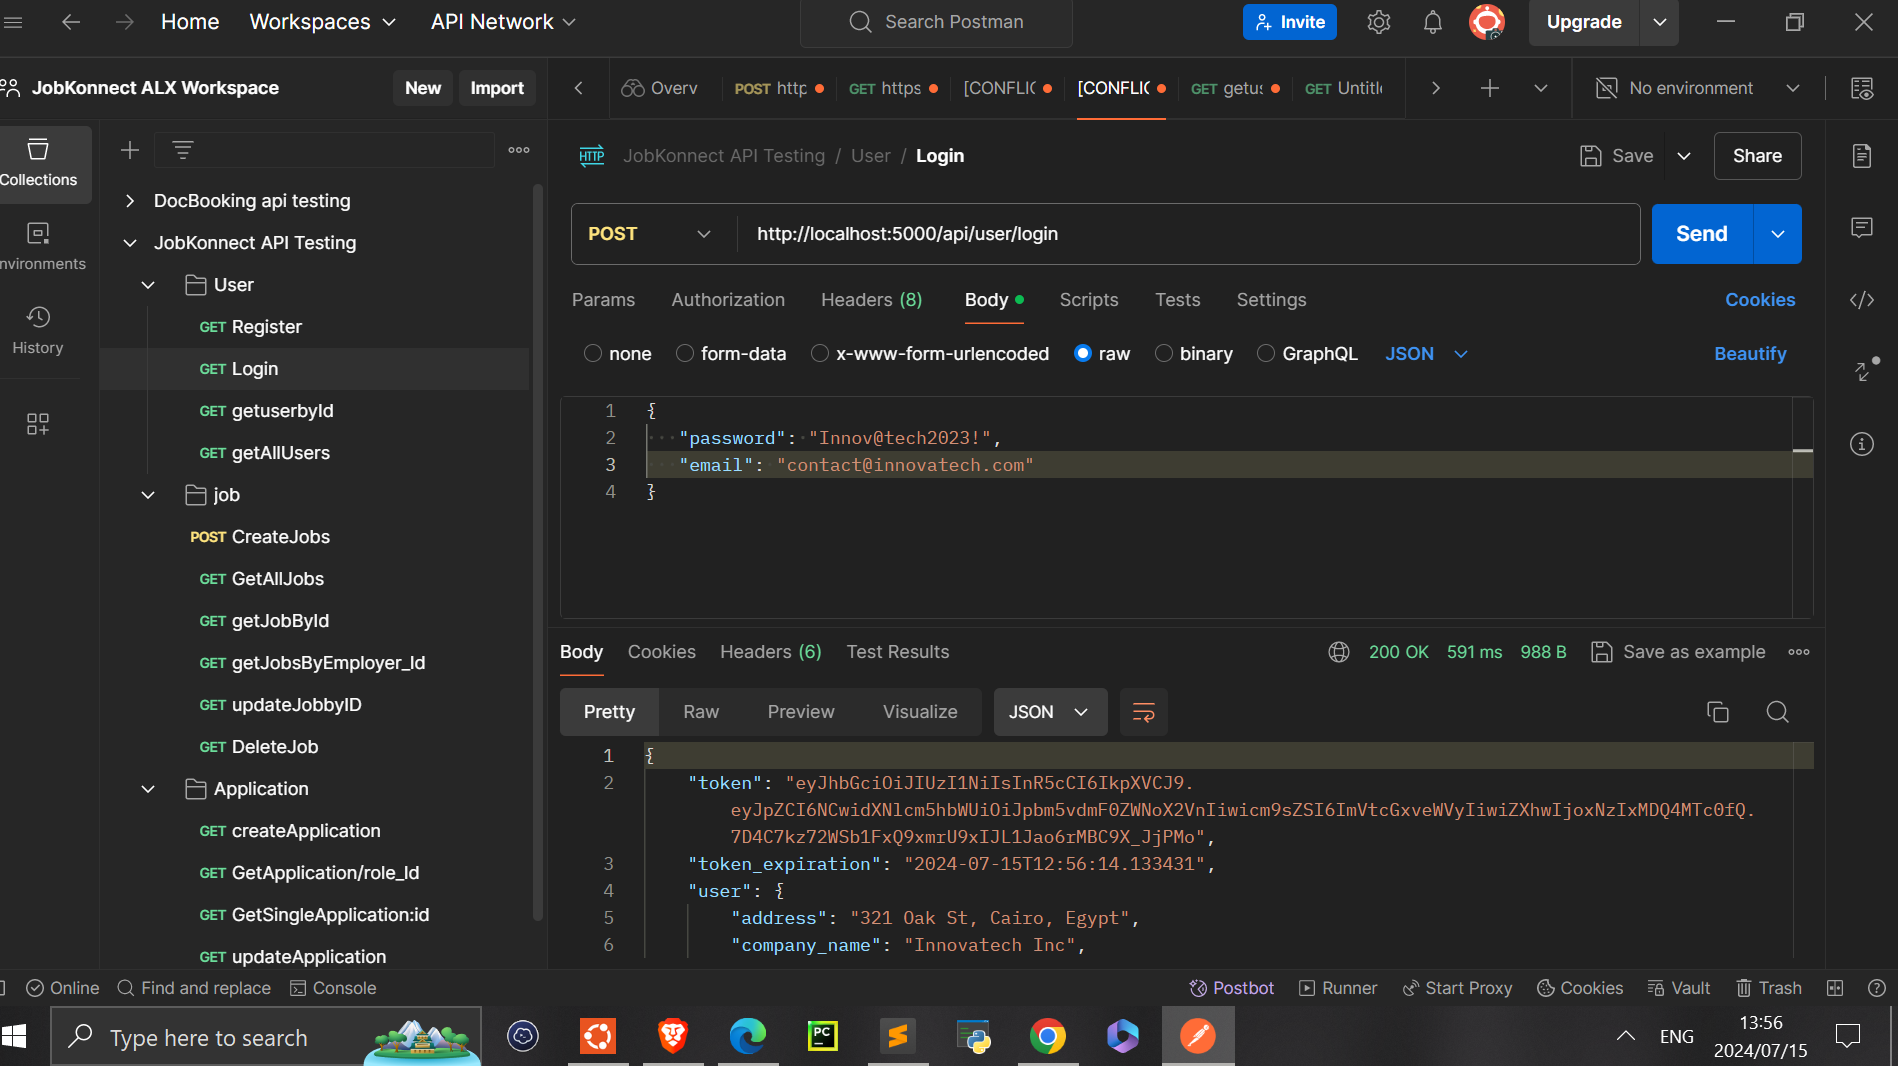 Home
Workspaces
API Network
Search Postman
Invite
Upgrade
JobKonnect ALX Workspace
New
Import
Overv
POST http
GET https
[CONFLIC
[CONFLIC
GET getus
GET Untitl
No environment
Collections
nvironments
History
DocBooking api testing
JobKonnect API Testing
User
GET Register
GET Login
GET getuserbyId
GET getAllUsers
job
POST CreateJobs
GET GetAllJobs
GET getJobById
GET getJobsByEmployer_Id
GET updateJobbyID
GET DeleteJob
Application
GET createApplication
GET GetApplication/role_Id
GET GetSingleApplication:id
GET updateApplication
HTTP JobKonnect API Testing / User / Login
Save
Share
POST
http://localhost:5000/api/user/login
Send
Params
Authorization
Headers (8)
Body
Scripts
Tests
Settings
Cookies
none
form-data
x-www-form-urlencoded
raw
binary
GraphQL
JSON
Beautify
1 {
2 "password": "Innov@tech2023!",
3 "email": "contact@innovatech.com"
4 }
Body
Cookies
Headers (6)
Test Results
200 OK
591 ms
988 B
Save as example
Pretty
Raw
Preview
Visualize
JSON
1 {
2 "token": "eyJhbGciOiJIUzI1NiIsInR5cCI6IkpXVCJ9.
eyJpZCI6NCwidXNlcm5hbWUiOiJpbm5vdmF0ZWNoX2VnIiwicm9sZSI6ImVtcGxveWVyIiwiZXhwIjoxNzIxMDQ4MTc0fQ.
7D4C7kz72WSb1FxQ9xmrU9xIJL1Jao6rMBC9X_JjPMo",
3 "token_expiration": "2024-07-15T12:56:14.133431",
4 "user": {
5 "address": "321 Oak St, Cairo, Egypt",
6 "company_name": "Innovatech Inc",
Online
Find and replace
Console
Postbot
Runner
Start Proxy
Cookies
Vault
Trash
Type here to search
PC
ENG
13:56
2024/07/15